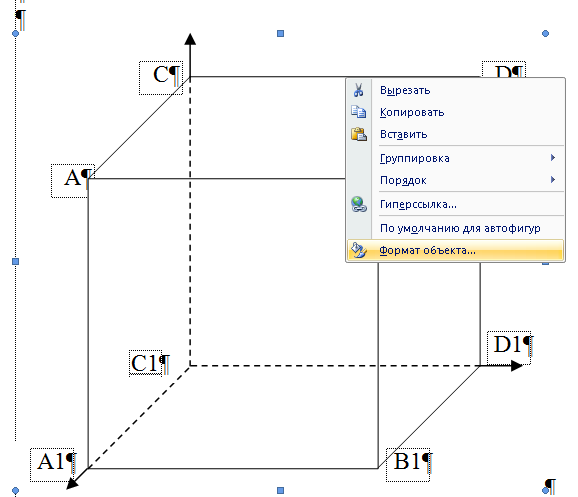 ¶
C¶
D¶
Вырезать
Копировать
Вставить
Группировка
A¶
Порядок
Гиперссылка...
По умолчанию для автофигур
Формат объекта...
D1¶
C1¶
A1¶
B1¶
¶